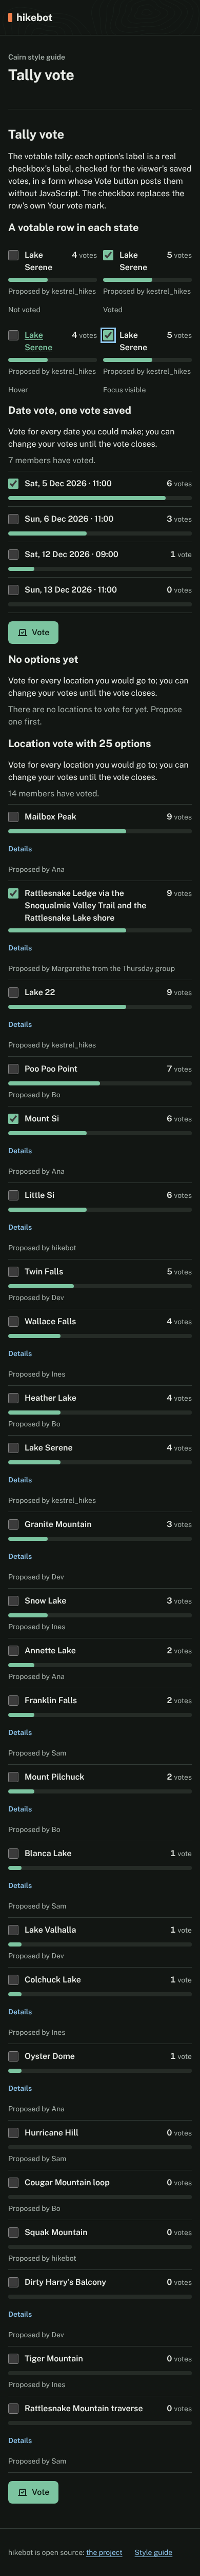 hikebot
Cairn style guide
Tally vote
Tally vote
The votable tally: each option's label is a real
checkbox's label, checked for the viewer's saved
votes, in a form whose Vote button posts them
without JavaScript. The checkbox replaces the
row's own Your vote mark.
A votable row in each state
Lake Serene 4 votes
Proposed by kestrel_hikes
Not voted
Lake Serene 5 votes
Proposed by kestrel_hikes
Voted
Lake Serene 4 votes
Proposed by kestrel_hikes
Hover
Lake Serene 5 votes
Proposed by kestrel_hikes
Focus visible
Date vote, one vote saved
Vote for every date you could make; you can
change your votes until the vote closes.
7 members have voted.
Sat, 5 Dec 2026 · 11:00 6 votes
Sun, 6 Dec 2026 · 11:00 3 votes
Sat, 12 Dec 2026 · 09:00 1 vote
Sun, 13 Dec 2026 · 11:00 0 votes
Vote
No options yet
Vote for every location you would go to; you can
change your votes until the vote closes.
There are no locations to vote for yet. Propose
one first.
Location vote with 25 options
Vote for every location you would go to; you can
change your votes until the vote closes.
14 members have voted.
Mailbox Peak 9 votes
Details
Proposed by Ana
Rattlesnake Ledge via the 9 votes
Snoqualmie Valley Trail and the
Rattlesnake Lake shore
Details
Proposed by Margarethe from the Thursday group
Lake 22 9 votes
Details
Proposed by kestrel_hikes
Poo Poo Point 7 votes
Proposed by Bo
Mount Si 6 votes
Details
Proposed by Ana
Little Si 6 votes
Details
Proposed by hikebot
Twin Falls 5 votes
Proposed by Dev
Wallace Falls 4 votes
Details
Proposed by Ines
Heather Lake 4 votes
Proposed by Bo
Lake Serene 4 votes
Details
Proposed by kestrel_hikes
Granite Mountain 3 votes
Details
Proposed by Dev
Snow Lake 3 votes
Proposed by Ines
Annette Lake 2 votes
Proposed by Ana
Franklin Falls 2 votes
Details
Proposed by Sam
Mount Pilchuck 2 votes
Details
Proposed by Bo
Blanca Lake 1 vote
Details
Proposed by Sam
Lake Valhalla 1 vote
Proposed by Dev
Colchuck Lake 1 vote
Details
Proposed by Ines
Oyster Dome 1 vote
Details
Proposed by Ana
Hurricane Hill 0 votes
Proposed by Sam
Cougar Mountain loop 0 votes
Proposed by Bo
Squak Mountain 0 votes
Proposed by hikebot
Dirty Harry's Balcony 0 votes
Details
Proposed by Dev
Tiger Mountain 0 votes
Proposed by Ines
Rattlesnake Mountain traverse 0 votes
Details
Proposed by Sam
Vote
hikebot is open source: the project Style guide